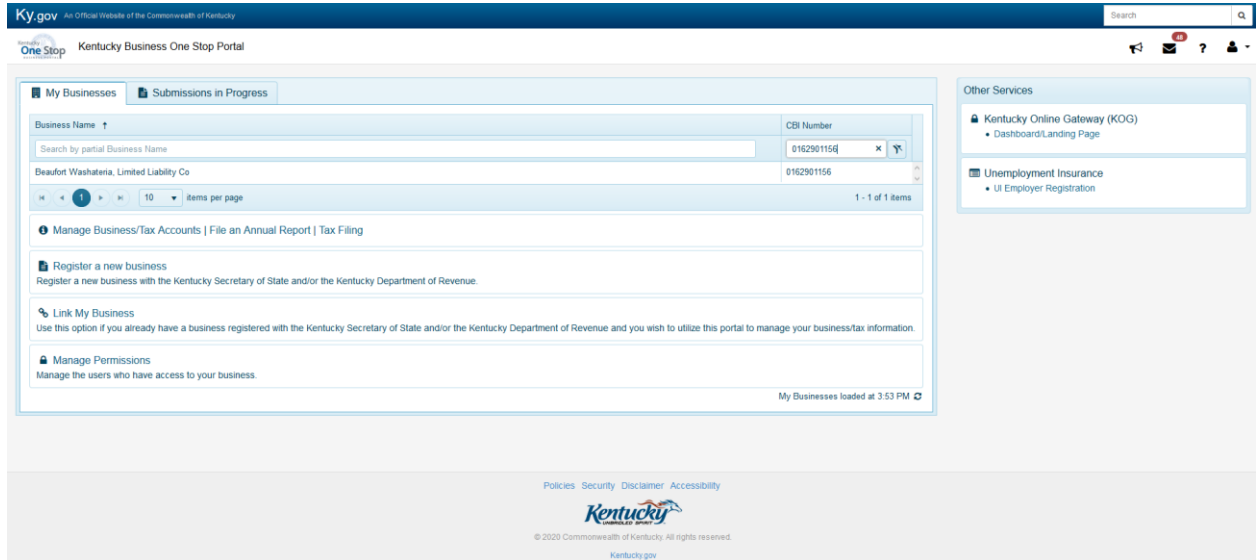 Ky.gov An Official Website of the Commonwealth of Kentucky
Search
Kentucky
One Stop
Kentucky Business One Stop Portal
48
?
My Businesses
Submissions in Progress
Business Name ↑
CBI Number
Search by partial Business Name
0162901156 ×
Beaufort Washateria, Limited Liability Co
0162901156
1
10
items per page
1 - 1 of 1 items
Manage Business/Tax Accounts | File an Annual Report | Tax Filing
Register a new business
Register a new business with the Kentucky Secretary of State and/or the Kentucky Department of Revenue.
Link My Business
Use this option if you already have a business registered with the Kentucky Secretary of State and/or the Kentucky Department of Revenue and you wish to utilize this portal to manage your business/tax information.
Manage Permissions
Manage the users who have access to your business.
My Businesses loaded at 3:53 PM
Other Services
Kentucky Online Gateway (KOG)
• Dashboard/Landing Page
Unemployment Insurance
• UI Employer Registration
Policies Security Disclaimer Accessibility
Kentucky
UNBRIDLED SPIRIT
© 2020 Commonwealth of Kentucky. All rights reserved.
Kentucky.gov